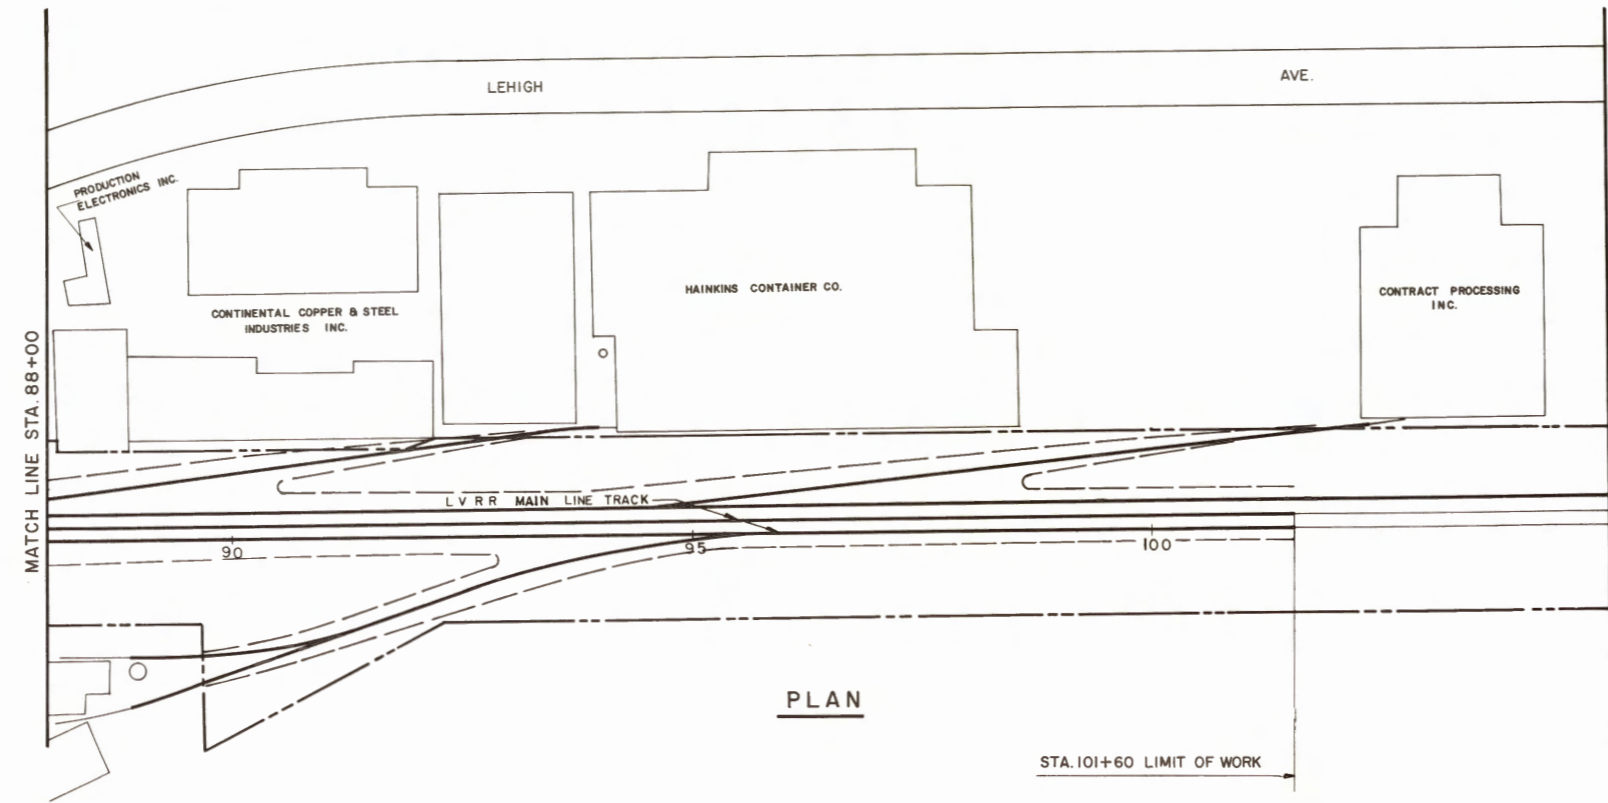 LEHIGH AVE.
PRODUCTION
ELECTRONICS INC.
CONTINENTAL COPPER & STEEL
INDUSTRIES INC.
HAINKINS CONTAINER CO.
CONTRACT PROCESSING
INC.
MATCH LINE STA. 88+00
L V R R MAIN LINE TRACK
90
95
100
PLAN
STA. 101+60 LIMIT OF WORK